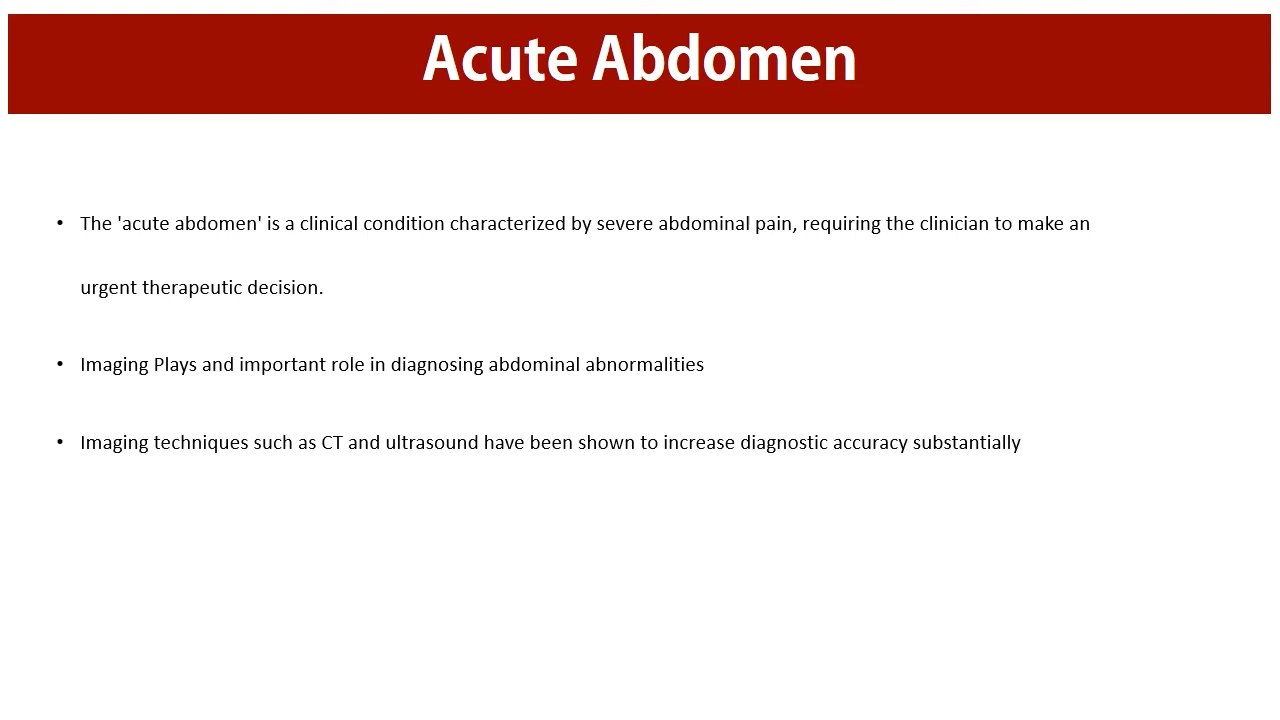 Acute Abdomen
• The 'acute abdomen' is a clinical condition characterized by severe abdominal pain, requiring the clinician to make an
urgent therapeutic decision.
• Imaging Plays and important role in diagnosing abdominal abnormalities
• Imaging techniques such as CT and ultrasound have been shown to increase diagnostic accuracy substantially